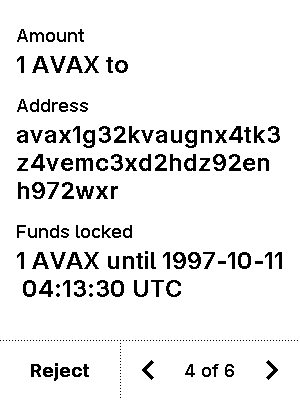 Amount
1 AVAX to
Address
avax1g32kvaugnx4tk3
z4vemc3xd2hdz92en
h972wxr
Funds locked
1 AVAX until 1997-10-11
04:13:30 UTC
Reject
4 of 6